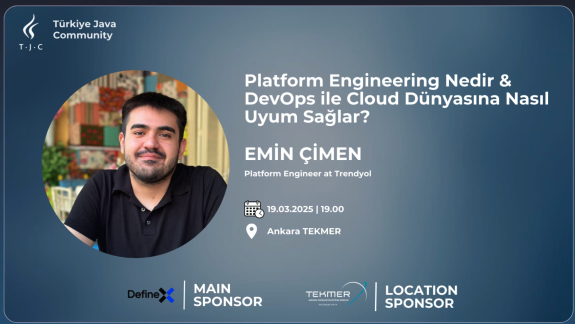 Türkiye Java
Community
T · J · C
Platform Engineering Nedir &
DevOps ile Cloud Dünyasına Nasıl
Uyum Sağlar?
EMİN ÇİMEN
Platform Engineer at Trendyol
19.03.2025 | 19.00
Ankara TEKMER
DefineX
MAIN
SPONSOR
TEKMER
LOCATION
SPONSOR